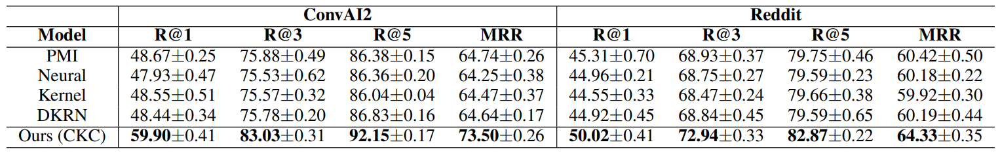 ConvAI2 Reddit
Model R@1 R@3 R@5 MRR R@1 R@3 R@5 MRR
PMI 48.67±0.25 75.88±0.49 86.38±0.15 64.74±0.26 45.31±0.70 68.93±0.37 79.75±0.46 60.42±0.50
Neural 47.93±0.47 75.53±0.62 86.36±0.20 64.25±0.38 44.96±0.21 68.75±0.27 79.59±0.23 60.18±0.22
Kernel 48.55±0.51 75.57±0.32 86.04±0.04 64.47±0.37 44.55±0.33 68.47±0.24 79.66±0.38 59.92±0.30
DKRN 48.44±0.34 75.78±0.20 86.83±0.16 64.64±0.17 44.92±0.45 68.84±0.45 79.59±0.65 60.19±0.44
Ours (CKC) 59.90±0.41 83.03±0.31 92.15±0.17 73.50±0.26 50.02±0.41 72.94±0.33 82.87±0.22 64.33±0.35